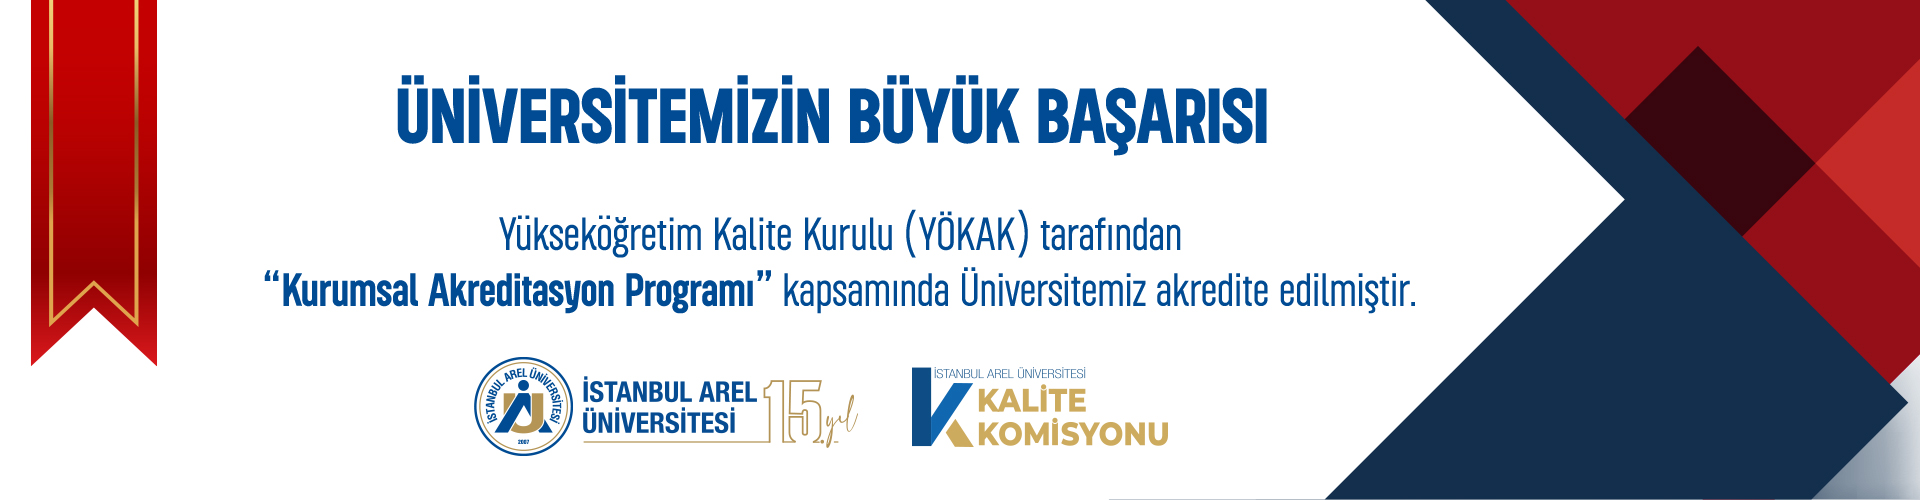 ÜNİVERSİTEMİZİN BÜYÜK BAŞARISI
Yükseköğretim Kalite Kurulu (YÖKAK) tarafından
“Kurumsal Akreditasyon Programı” kapsamında Üniversitemiz akredite edilmiştir.
İSTANBUL AREL ÜNİVERSİTESİ
2007
İSTANBUL AREL
ÜNİVERSİTESİ
15.yıl
İSTANBUL AREL ÜNİVERSİTESİ
KALİTE
KOMİSYONU